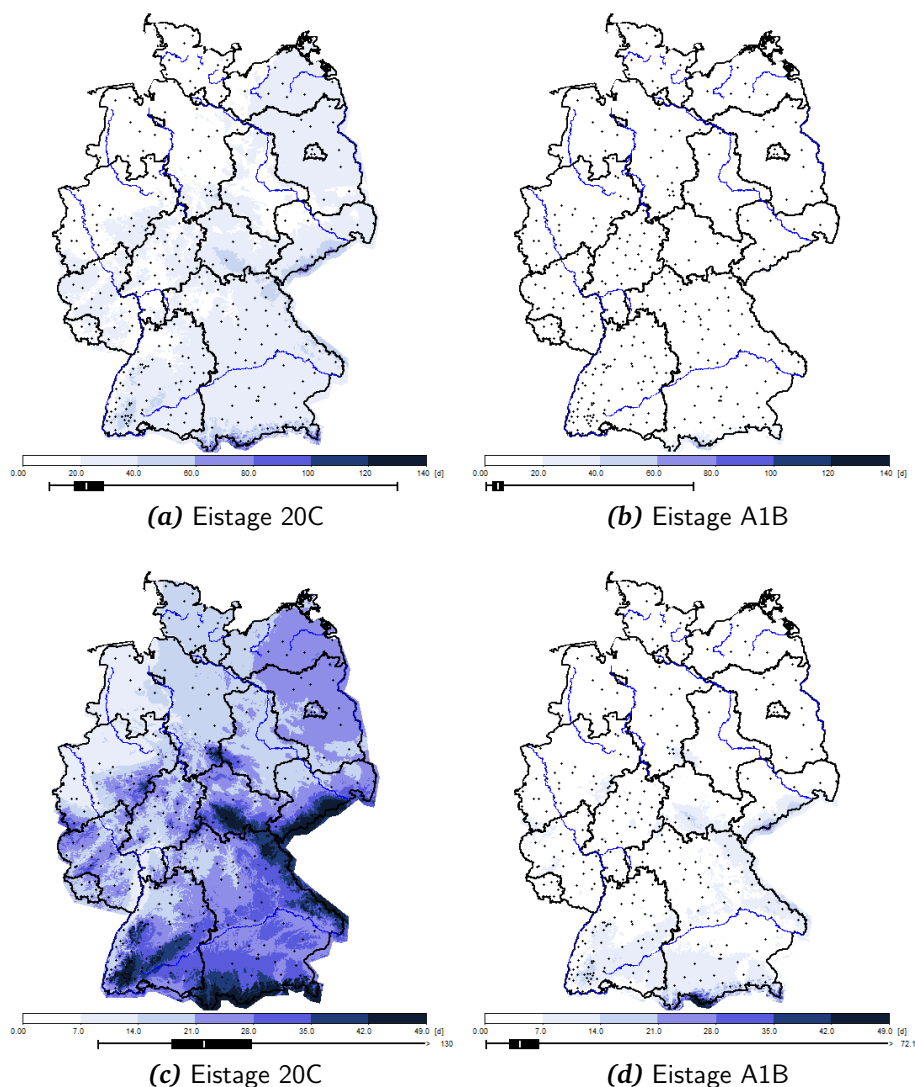 0.00 20.0 40.0 60.0 80.0 100 120 140 [d]
(a) Eistage 20C
0.00 20.0 40.0 60.0 80.0 100 120 140 [d]
(b) Eistage A1B
0.00 7.0 14.0 21.0 28.0 35.0 42.0 49.0 [d]
> 130
(c) Eistage 20C
0.00 7.0 14.0 21.0 28.0 35.0 42.0 49.0 [d]
> 72.1
(d) Eistage A1B